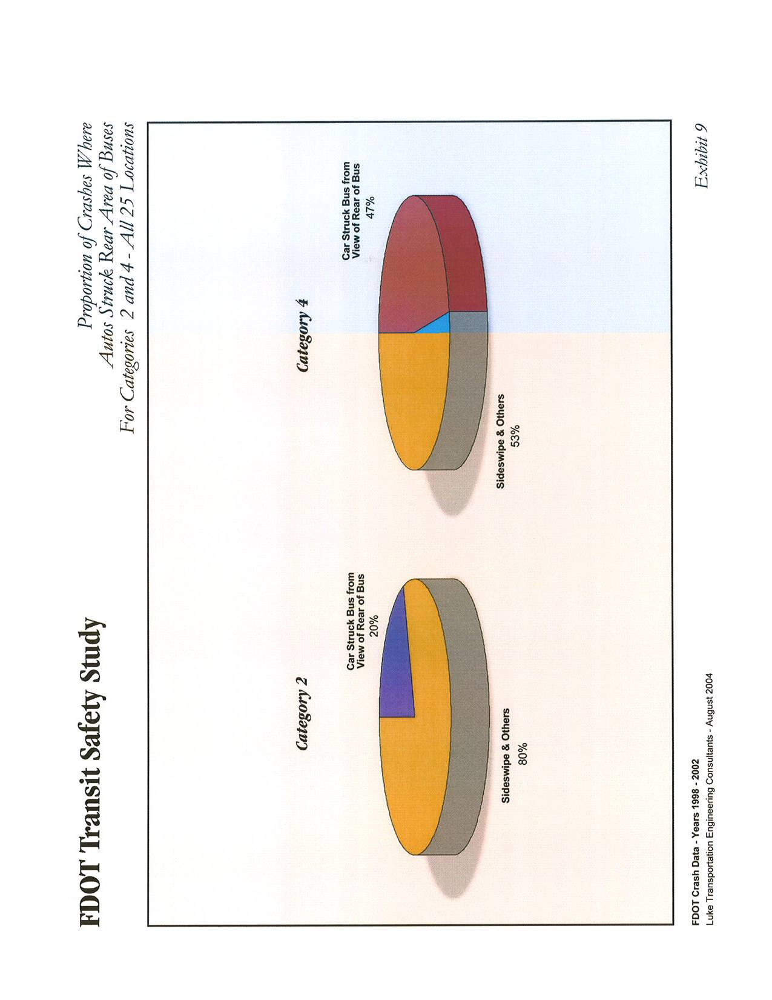 FDOT Transit Safety Study
Proportion of Crashes Where
Autos Struck Rear Area of Buses
For Categories 2 and 4 - All 25 Locations
Category 2
Car Struck Bus from
View of Rear of Bus
20%
Sideswipe & Others
80%
Category 4
Car Struck Bus from
View of Rear of Bus
47%
Sideswipe & Others
53%
FDOT Crash Data - Years 1998 - 2002
Luke Transportation Engineering Consultants - August 2004
Exhibit 9